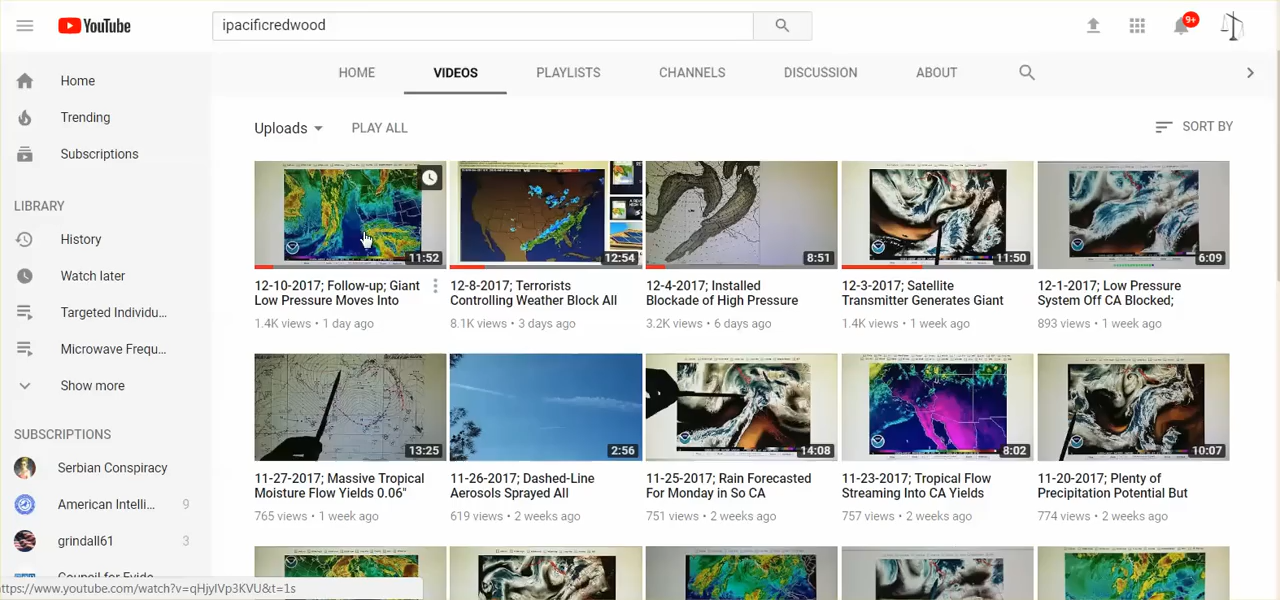 YouTube
ipacificredwood
9+
HOME VIDEOS PLAYLISTS CHANNELS DISCUSSION ABOUT
Home
Trending
Subscriptions
LIBRARY
History
Watch later
Targeted Individu...
Microwave Frequ...
Show more
SUBSCRIPTIONS
Serbian Conspiracy
American Intelli... 9
grindall61 3
Uploads PLAY ALL SORT BY
11:52 12:54 8:51 11:50 6:09
12-10-2017; Follow-up; Giant
Low Pressure Moves Into
1.4K views • 1 day ago
12-8-2017; Terrorists
Controlling Weather Block All
8.1K views • 3 days ago
12-4-2017; Installed
Blockade of High Pressure
3.2K views • 6 days ago
12-3-2017; Satellite
Transmitter Generates Giant
1.4K views • 1 week ago
12-1-2017; Low Pressure
System Off CA Blocked;
893 views • 1 week ago
13:25 2:56 14:08 8:02 10:07
11-27-2017; Massive Tropical
Moisture Flow Yields 0.06"
765 views • 1 week ago
11-26-2017; Dashed-Line
Aerosols Sprayed All
619 views • 2 weeks ago
11-25-2017; Rain Forecasted
For Monday in So CA
751 views • 2 weeks ago
11-23-2017; Tropical Flow
Streaming Into CA Yields
757 views • 2 weeks ago
11-20-2017; Plenty of
Precipitation Potential But
774 views • 2 weeks ago
ttps://www.youtube.com/watch?v=qHjyIVp3KVU&t=1s